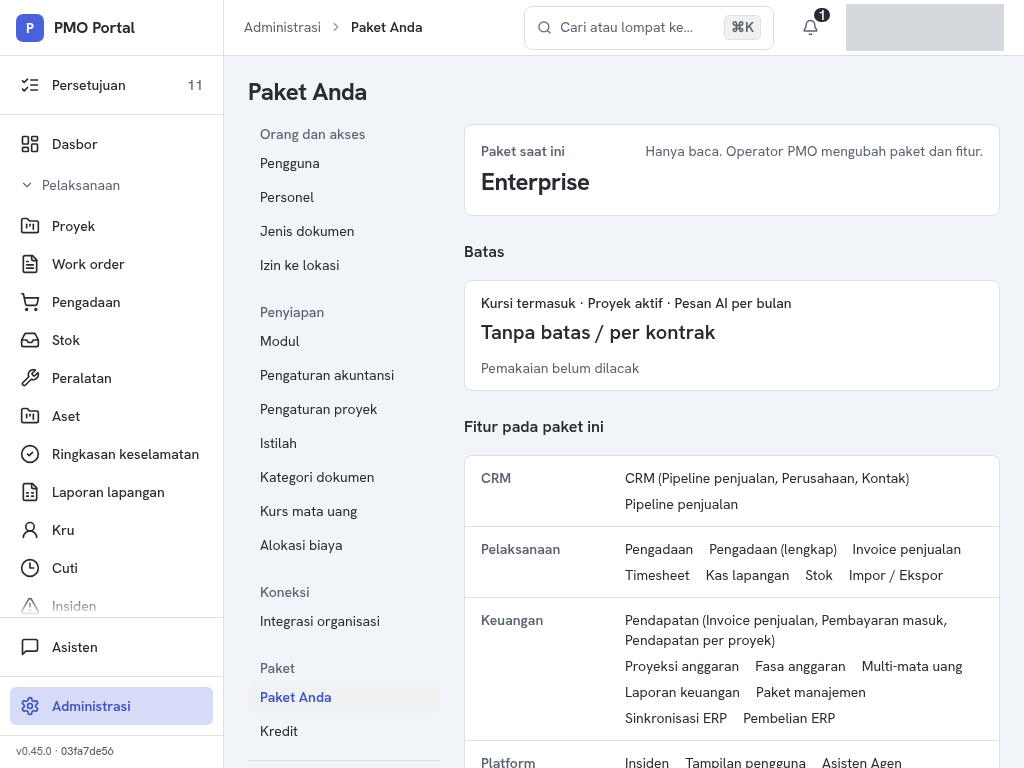 P PMO Portal
Administrasi > Paket Anda
Cari atau lompat ke... ⌘K
1
Persetujuan 11
Dasbor
Pelaksanaan
Proyek
Work order
Pengadaan
Stok
Peralatan
Aset
Ringkasan keselamatan
Laporan lapangan
Kru
Cuti
Insiden
Asisten
Administrasi
v0.45.0 · 03fa7de56
Paket Anda
Orang dan akses
Pengguna
Personel
Jenis dokumen
Izin ke lokasi
Penyiapan
Modul
Pengaturan akuntansi
Pengaturan proyek
Istilah
Kategori dokumen
Kurs mata uang
Alokasi biaya
Koneksi
Integrasi organisasi
Paket
Paket Anda
Kredit
Paket saat ini Hanya baca. Operator PMO mengubah paket dan fitur.
Enterprise
Batas
Kursi termasuk · Proyek aktif · Pesan AI per bulan
Tanpa batas / per kontrak
Pemakaian belum dilacak
Fitur pada paket ini
CRM CRM (Pipeline penjualan, Perusahaan, Kontak)
Pipeline penjualan
Pelaksanaan Pengadaan Pengadaan (lengkap) Invoice penjualan
Timesheet Kas lapangan Stok Impor / Ekspor
Keuangan Pendapatan (Invoice penjualan, Pembayaran masuk,
Pendapatan per proyek)
Proyeksi anggaran Fasa anggaran Multi-mata uang
Laporan keuangan Paket manajemen
Sinkronisasi ERP Pembelian ERP
Platform Insiden Tampilan pengguna Asisten Agen